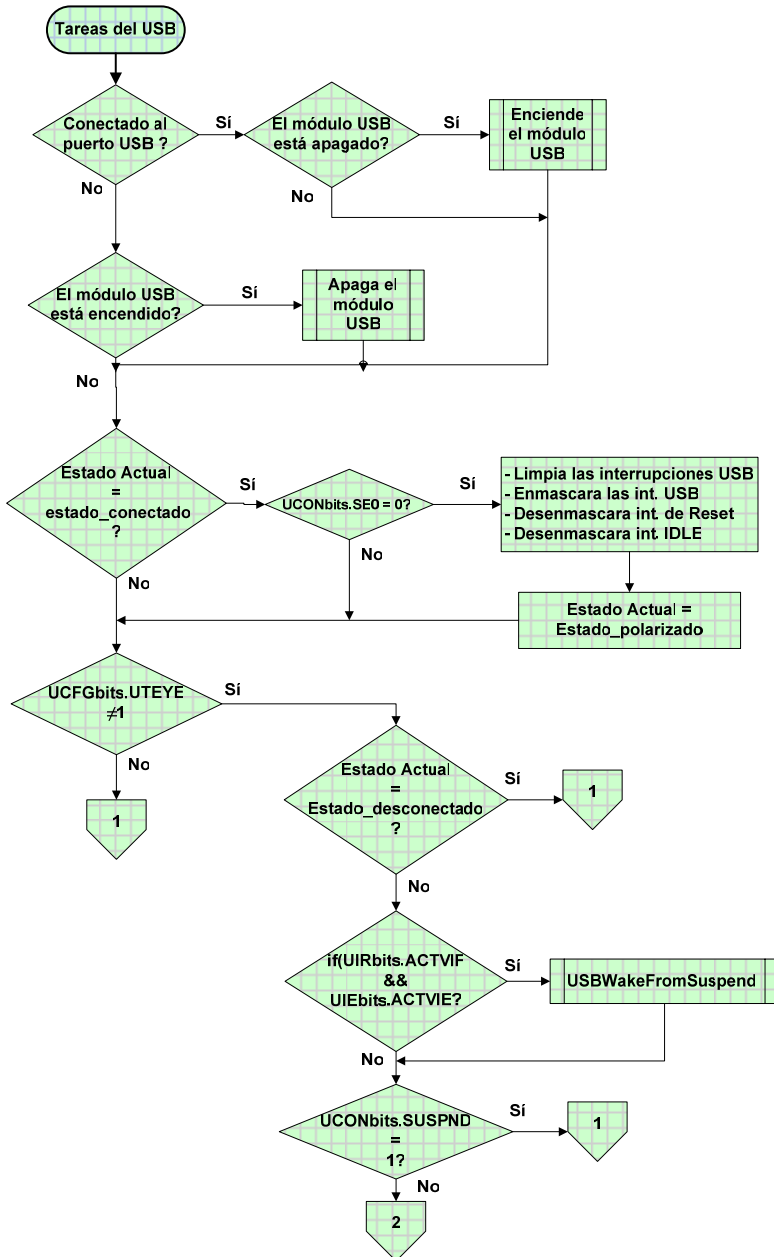 Tareas del USB
Conectado al
puerto USB ?
Sí
El módulo USB
está apagado?
Sí
Enciende
el módulo
USB
No
No
El módulo USB
está encendido?
Sí
Apaga el
módulo
USB
No
Estado Actual
=
estado_conectado
?
Sí
UCONbits.SE0 = 0?
Sí
- Limpia las interrupciones USB
- Enmascara las int. USB
- Desenmascara int. de Reset
- Desenmascara int. IDLE
No
No
Estado Actual =
Estado_polarizado
UCFGbits.UTEYE
≠1
Sí
No
1
Estado Actual
=
Estado_desconectado
?
Sí
1
No
if(UIRbits.ACTVIF
&&
UIEbits.ACTVIE?
Sí
USBWakeFromSuspend
No
UCONbits.SUSPND
=
1?
Sí
1
No
2